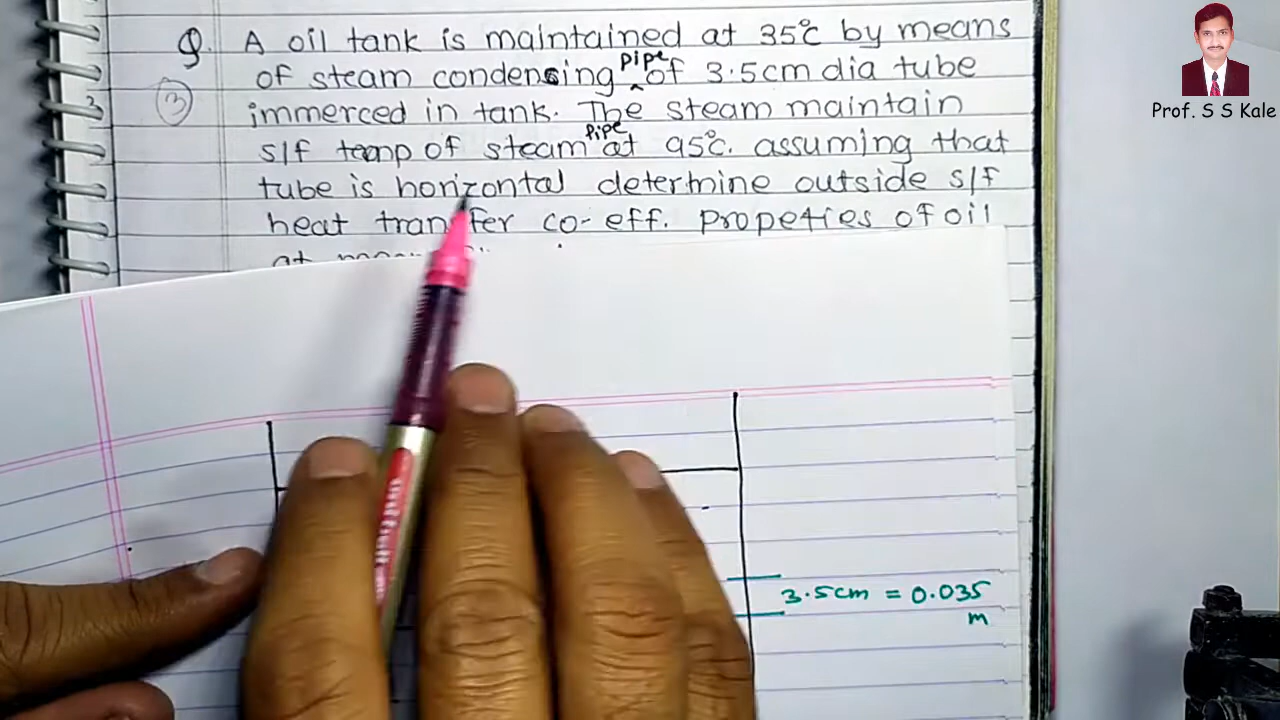 Q. A oil tank is maintained at 35°c by means
of steam condensing pipe of 3.5cm dia tube
③ immerced in tank. The steam maintain
s/f temp of steam pipe at 95°c. assuming that
tube is horizontal determine outside s/f
heat transfer co-eff. Propeties of oil
at
3.5cm = 0.035
m
Prof. S S Kale